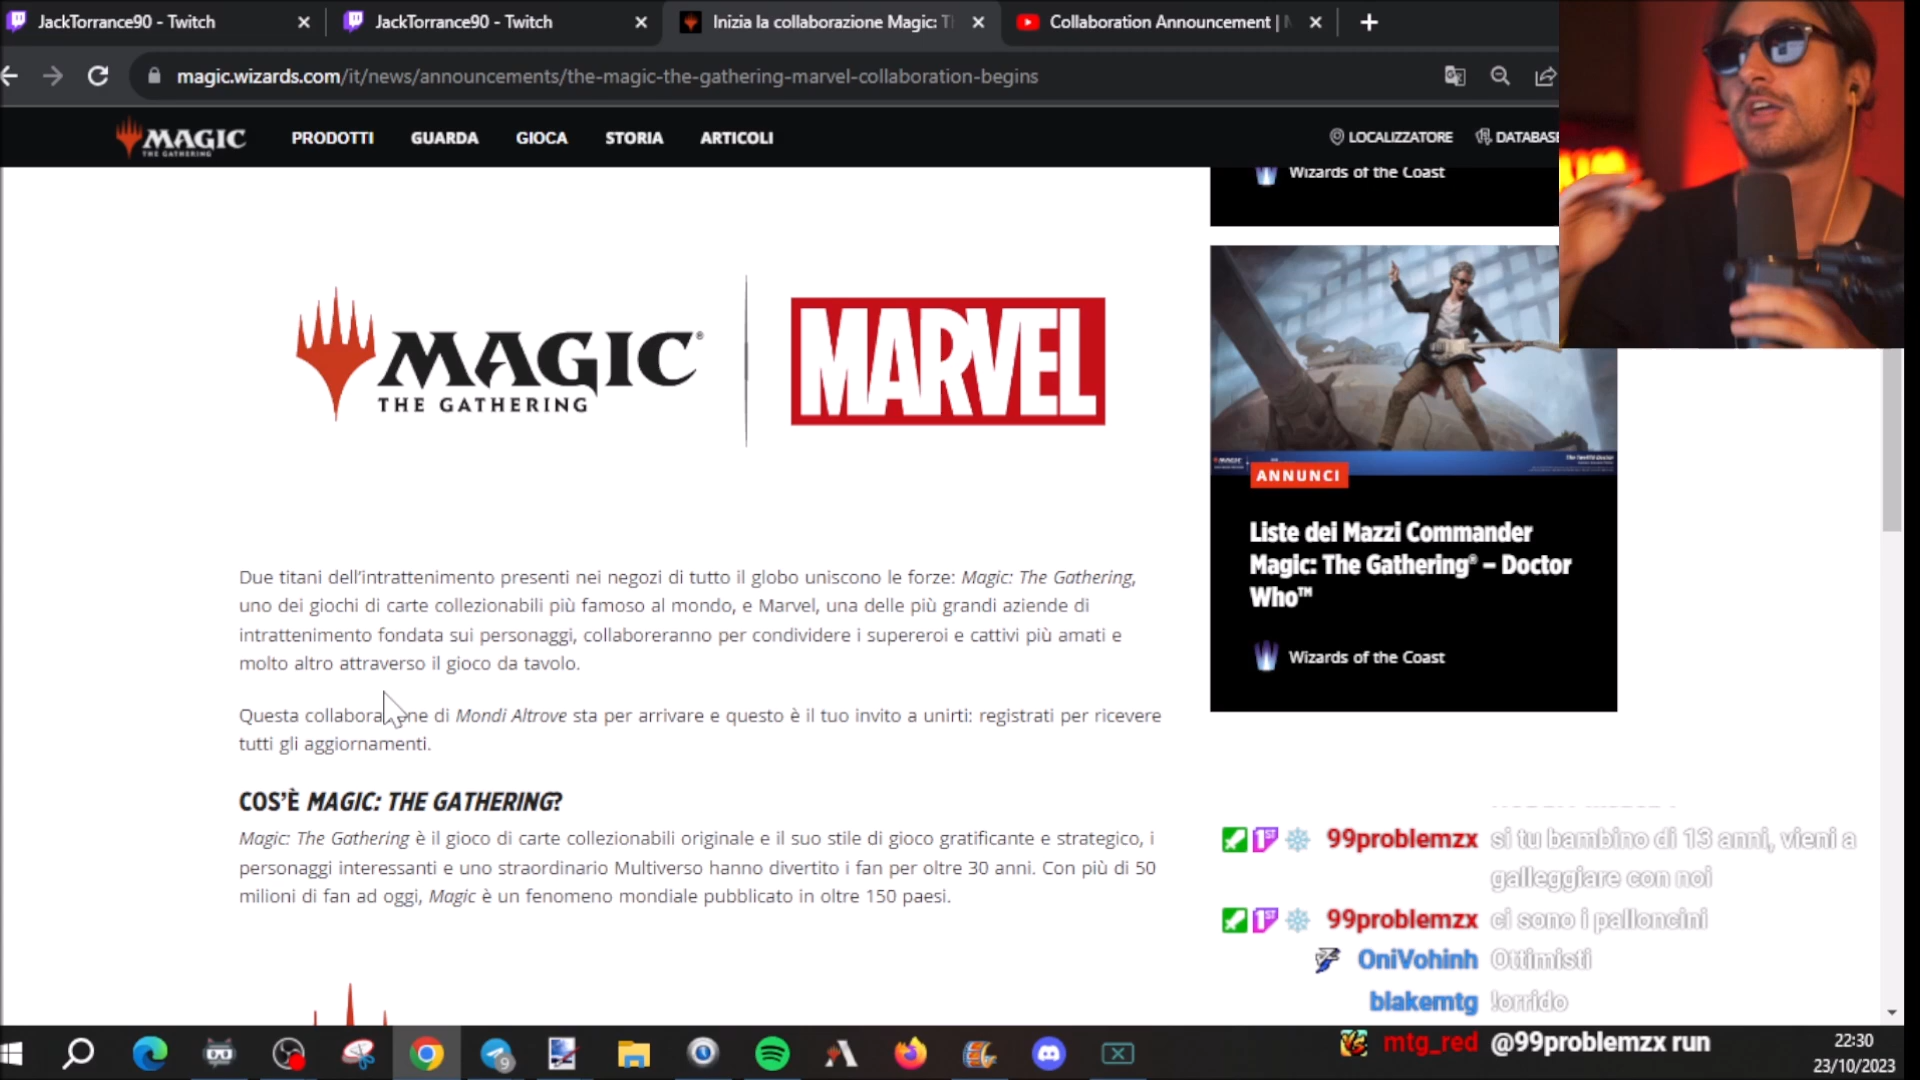 JackTorrance90 - Twitch
JackTorrance90 - Twitch
Inizia la collaborazione Magic: T
Collaboration Announcement |
magic.wizards.com/it/news/announcements/the-magic-the-gathering-marvel-collaboration-begins
MAGIC
THE GATHERING
PRODOTTI
GUARDA
GIOCA
STORIA
ARTICOLI
LOCALIZZATORE
DATABASE
Wizards of the Coast
MAGIC®
THE GATHERING
MARVEL
ANNUNCI
Liste dei Mazzi Commander
Magic: The Gathering® – Doctor
Who™
Wizards of the Coast
Due titani dell'intrattenimento presenti nei negozi di tutto il globo uniscono le forze: Magic: The Gathering,
uno dei giochi di carte collezionabili più famoso al mondo, e Marvel, una delle più grandi aziende di
intrattenimento fondata sui personaggi, collaboreranno per condividere i supereroi e cattivi più amati e
molto altro attraverso il gioco da tavolo.
Questa collaborazione di Mondi Altrove sta per arrivare e questo è il tuo invito a unirti: registrati per ricevere
tutti gli aggiornamenti.
COS'È MAGIC: THE GATHERING?
Magic: The Gathering è il gioco di carte collezionabili originale e il suo stile di gioco gratificante e strategico, i
personaggi interessanti e uno straordinario Multiverso hanno divertito i fan per oltre 30 anni. Con più di 50
milioni di fan ad oggi, Magic è un fenomeno mondiale pubblicato in oltre 150 paesi.
99problemzx si tu bambino di 13 anni, vieni a
galleggiare con noi
99problemzx ci sono i palloncini
OniVohinh Ottimisti
blakemtg !orrido
mtg_red @99problemzx run
22:30
23/10/2023